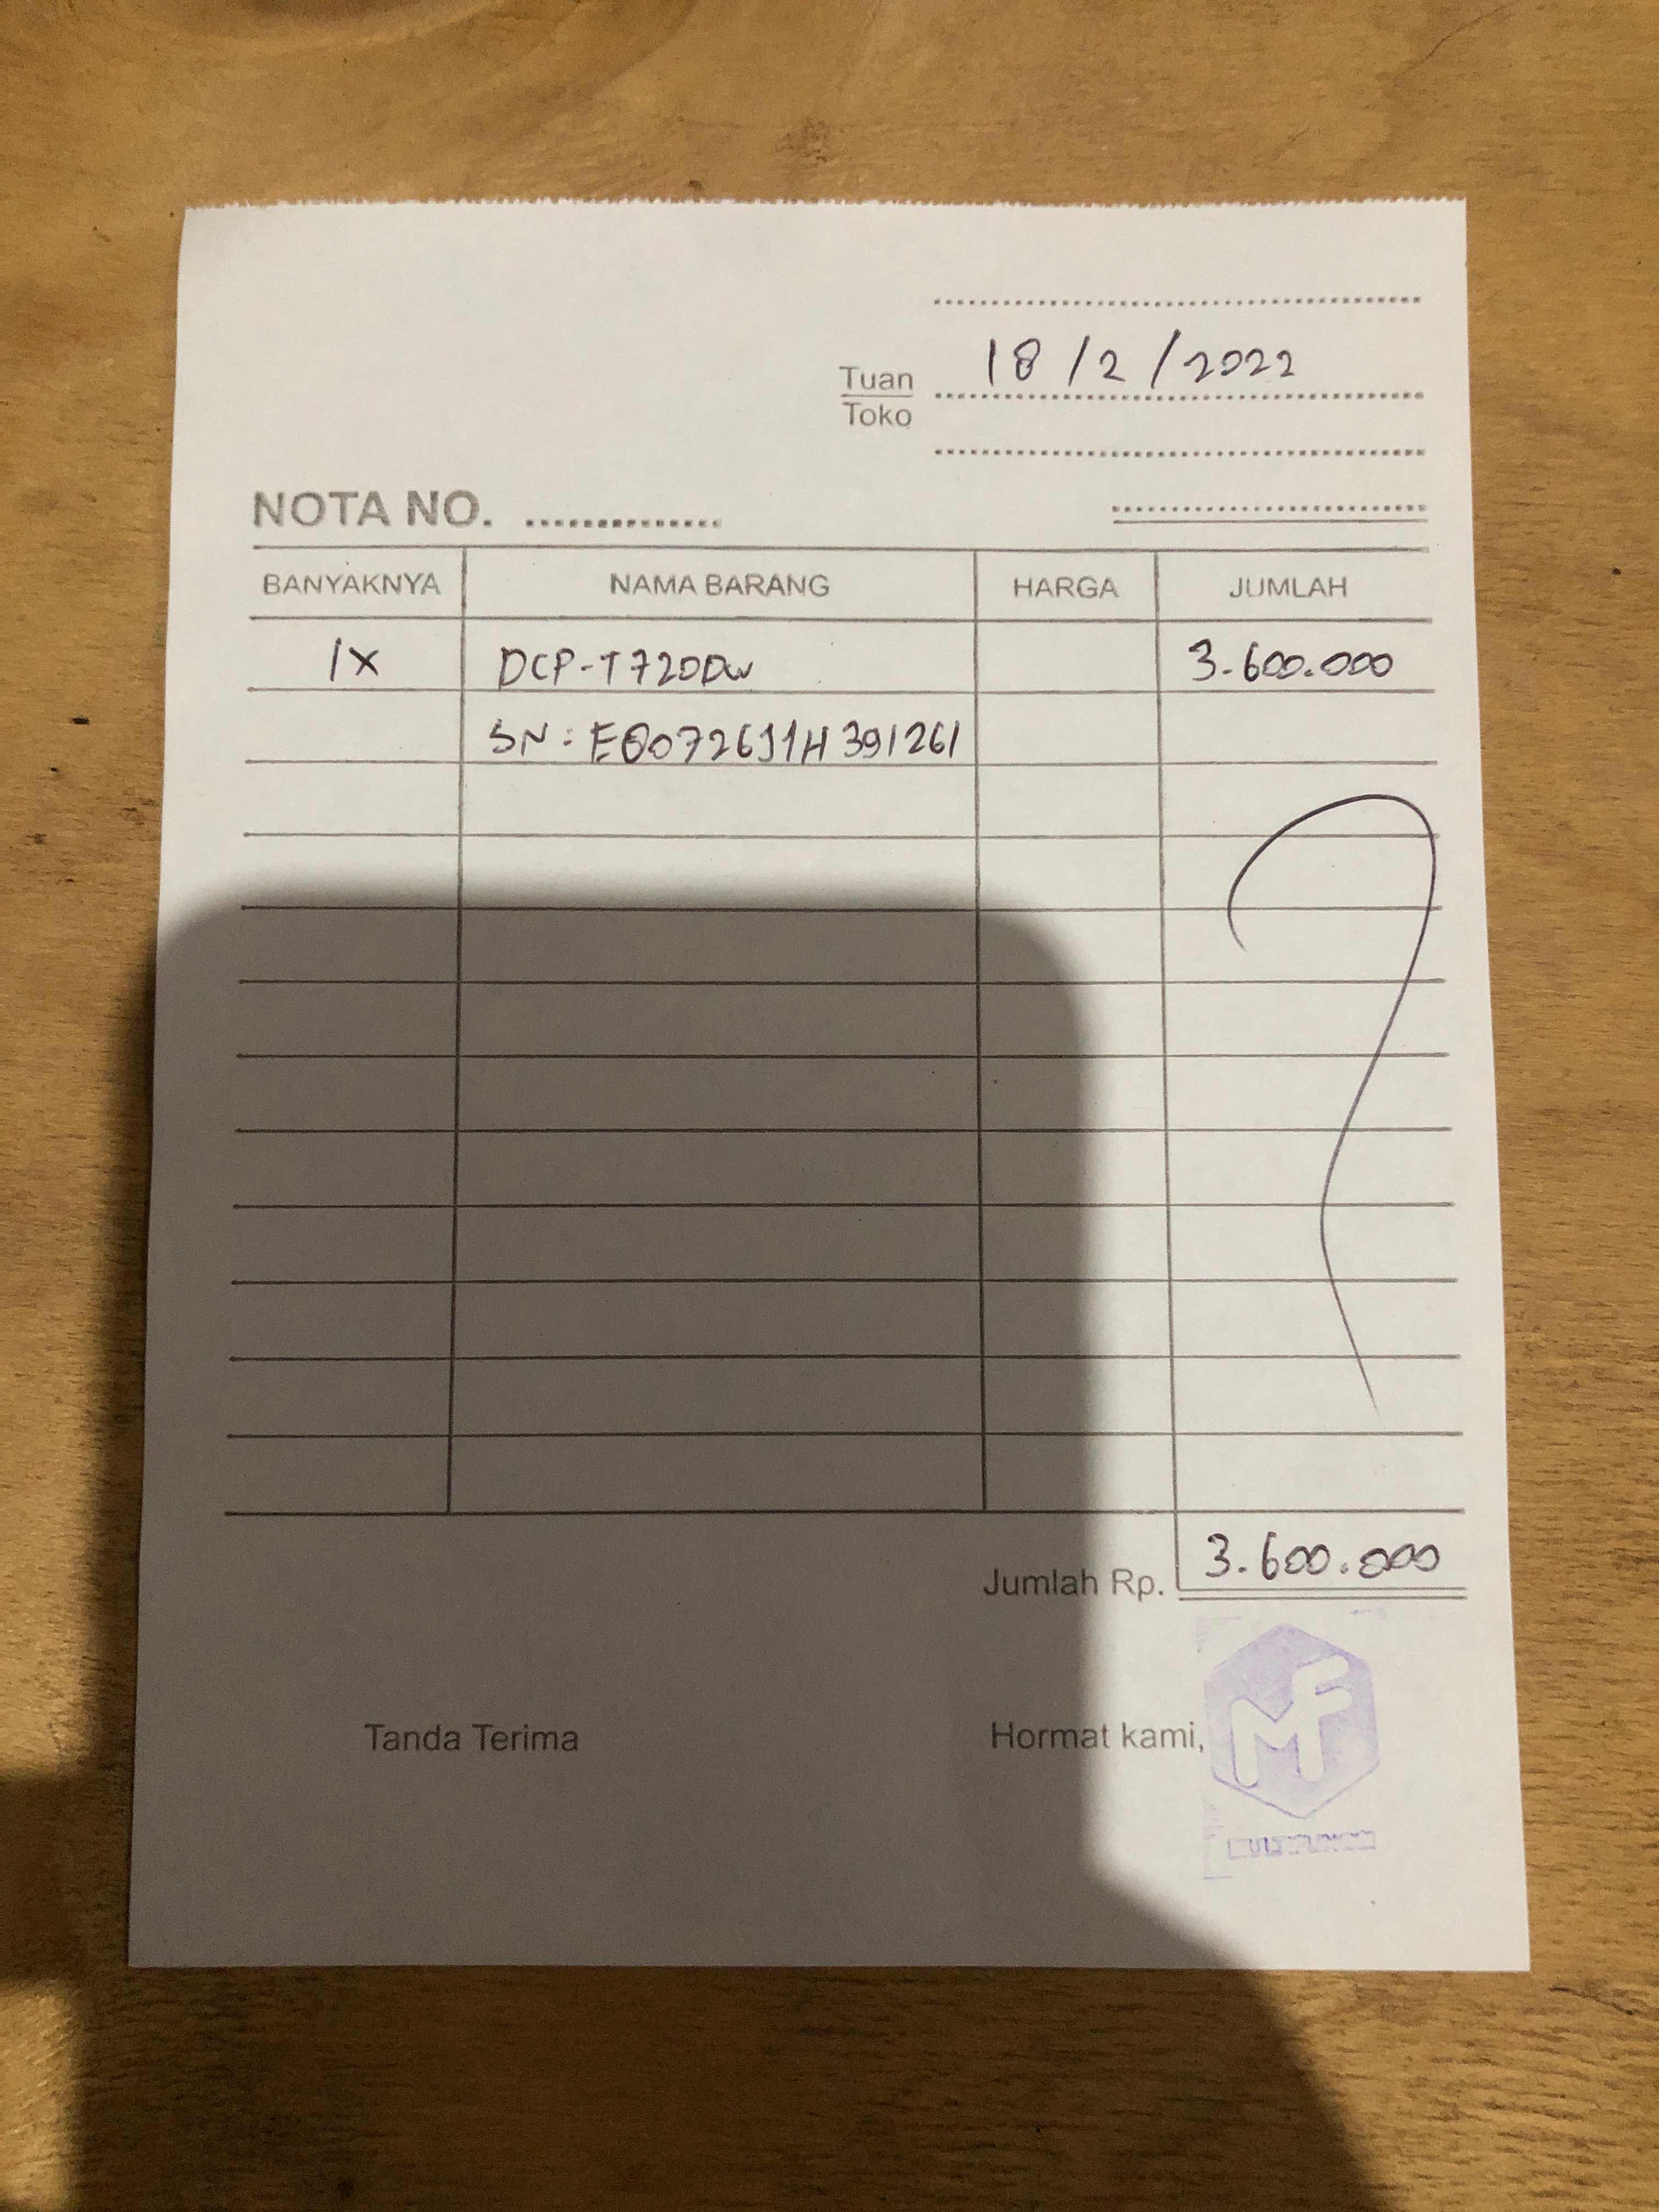 18/2/2022
Tuan
Toko
NOTA NO.
BANYAKNYA NAMA BARANG HARGA JUMLAH
1x DCP-T720DW 3.600.000
SN: E80726J1H391261
Jumlah Rp. 3.600.000
Tanda Terima Hormat kami,
MF